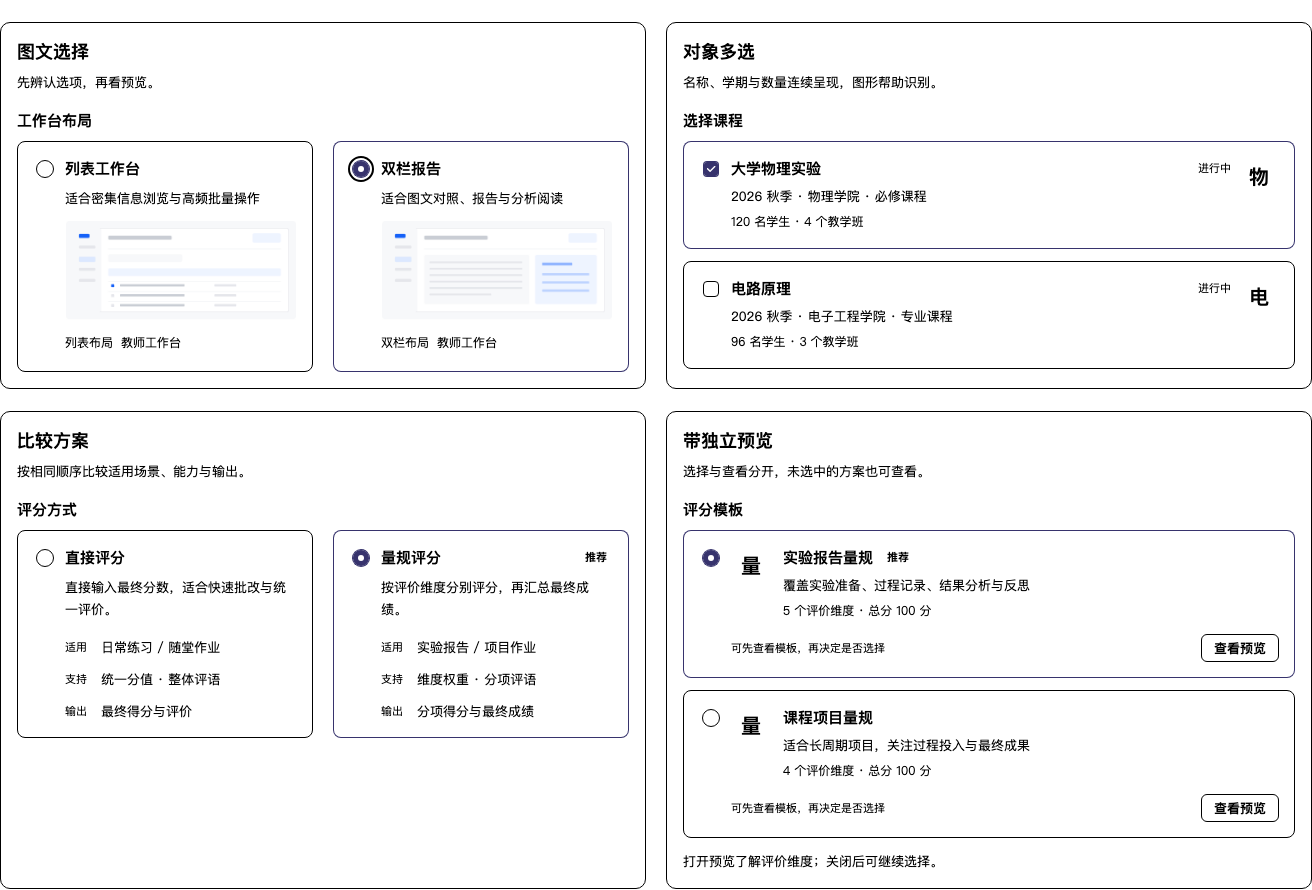 图文选择
先辨认选项，再看预览。
工作台布局
列表工作台
适合密集信息浏览与高频批量操作
列表布局 教师工作台
双栏报告
适合图文对照、报告与分析阅读
双栏布局 教师工作台
对象多选
名称、学期与数量连续呈现，图形帮助识别。
选择课程
大学物理实验
进行中
物
2026 秋季 · 物理学院 · 必修课程
120 名学生 · 4 个教学班
电路原理
进行中
电
2026 秋季 · 电子工程学院 · 专业课程
96 名学生 · 3 个教学班
比较方案
按相同顺序比较适用场景、能力与输出。
评分方式
直接评分
直接输入最终分数，适合快速批改与统
一评价。
适用 日常练习 / 随堂作业
支持 统一分值 · 整体评语
输出 最终得分与评价
量规评分 推荐
按评价维度分别评分，再汇总最终成
绩。
适用 实验报告 / 项目作业
支持 维度权重 · 分项评语
输出 分项得分与最终成绩
带独立预览
选择与查看分开，未选中的方案也可查看。
评分模板
量
实验报告量规 推荐
覆盖实验准备、过程记录、结果分析与反思
5 个评价维度 · 总分 100 分
可先查看模板，再决定是否选择
查看预览
量
课程项目量规
适合长周期项目，关注过程投入与最终成果
4 个评价维度 · 总分 100 分
可先查看模板，再决定是否选择
查看预览
打开预览了解评价维度；关闭后可继续选择。